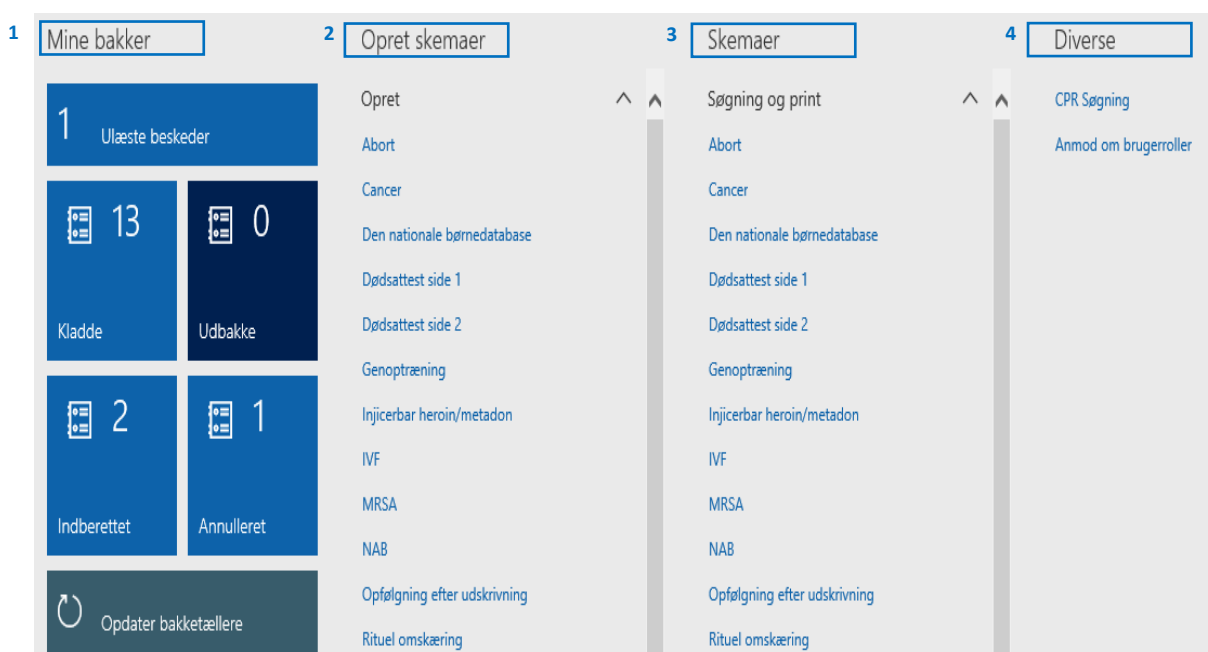 1 Mine bakker
1 Ulæste beskeder
13
Kladde
0
Udbakke
2
Indberettet
1
Annulleret
Opdater bakketællere
2 Opret skemaer
Opret
Abort
Cancer
Den nationale børnedatabase
Dødsattest side 1
Dødsattest side 2
Genoptræning
Injicerbar heroin/metadon
IVF
MRSA
NAB
Opfølgning efter udskrivning
Rituel omskæring
3 Skemaer
Søgning og print
Abort
Cancer
Den nationale børnedatabase
Dødsattest side 1
Dødsattest side 2
Genoptræning
Injicerbar heroin/metadon
IVF
MRSA
NAB
Opfølgning efter udskrivning
Rituel omskæring
4 Diverse
CPR Søgning
Anmod om brugerroller